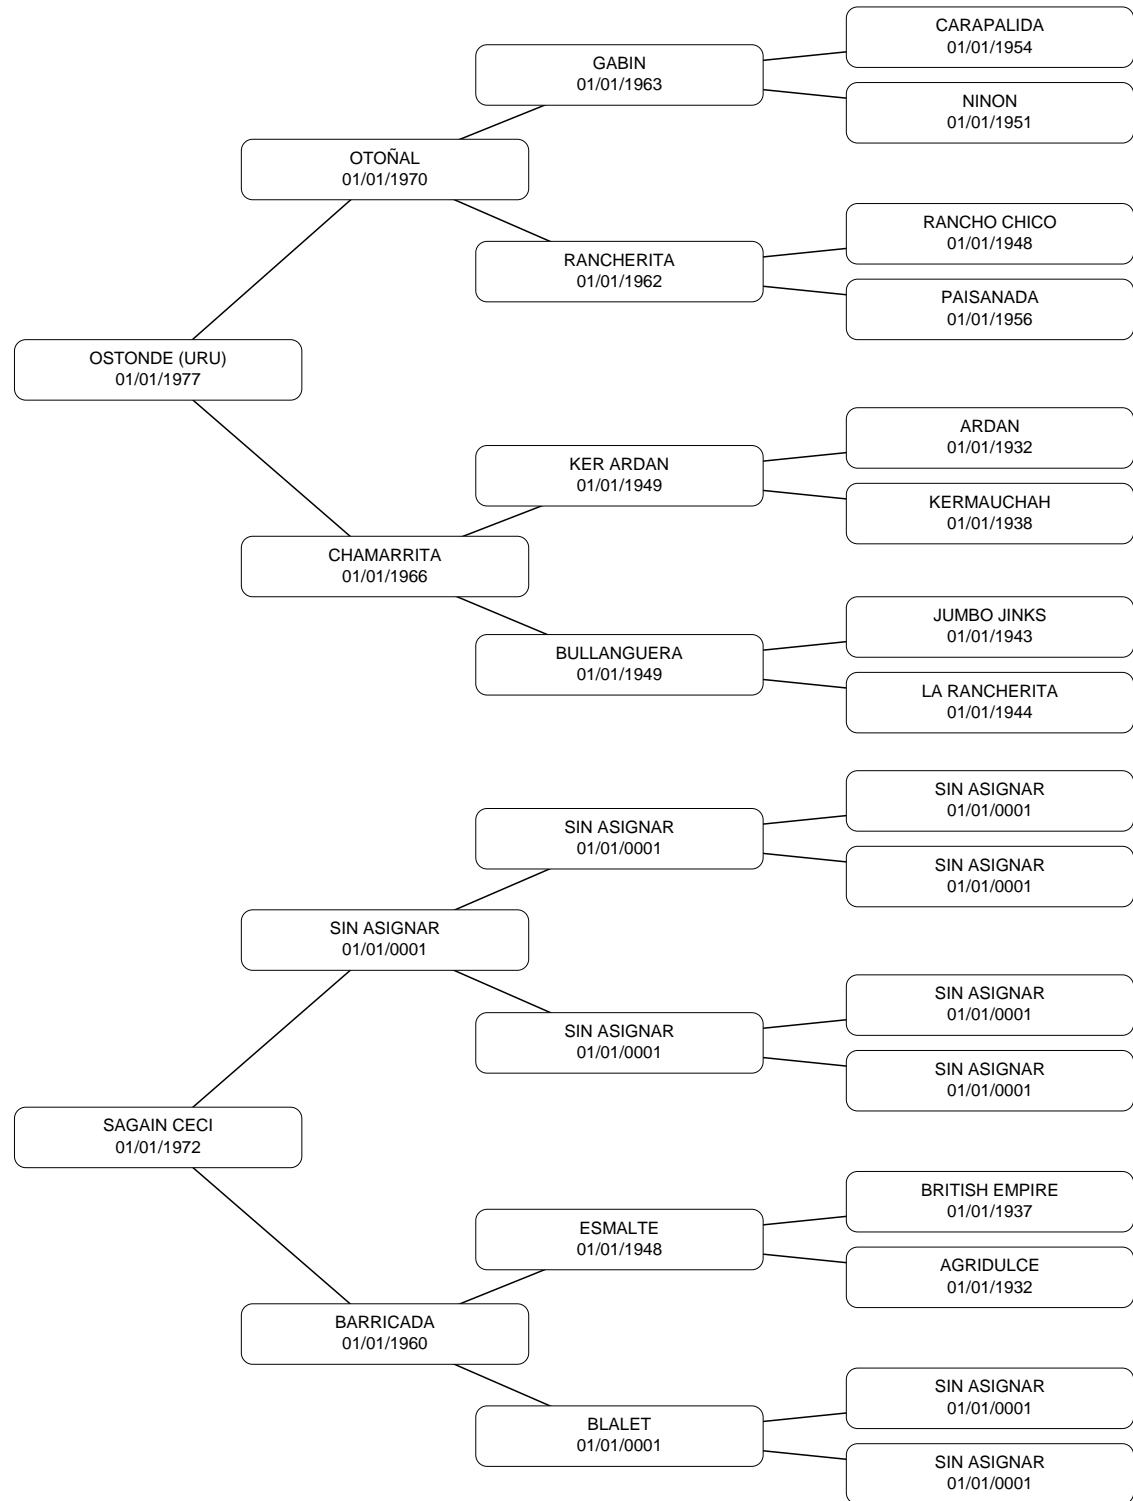 CARAPALIDA
01/01/1954
GABIN
01/01/1963
NINON
01/01/1951
OTOÑAL
01/01/1970
RANCHO CHICO
01/01/1948
RANCHERITA
01/01/1962
PAISANADA
01/01/1956
OSTONDE (URU)
01/01/1977
ARDAN
01/01/1932
KER ARDAN
01/01/1949
KERMAUCHAH
01/01/1938
CHAMARRITA
01/01/1966
JUMBO JINKS
01/01/1943
BULLANGUERA
01/01/1949
LA RANCHERITA
01/01/1944
SIN ASIGNAR
01/01/0001
SIN ASIGNAR
01/01/0001
SIN ASIGNAR
01/01/0001
SIN ASIGNAR
01/01/0001
SIN ASIGNAR
01/01/0001
SIN ASIGNAR
01/01/0001
SIN ASIGNAR
01/01/0001
SAGAIN CECI
01/01/1972
BRITISH EMPIRE
01/01/1937
ESMALTE
01/01/1948
AGRIDULCE
01/01/1932
BARRICADA
01/01/1960
SIN ASIGNAR
01/01/0001
BLALET
01/01/0001
SIN ASIGNAR
01/01/0001